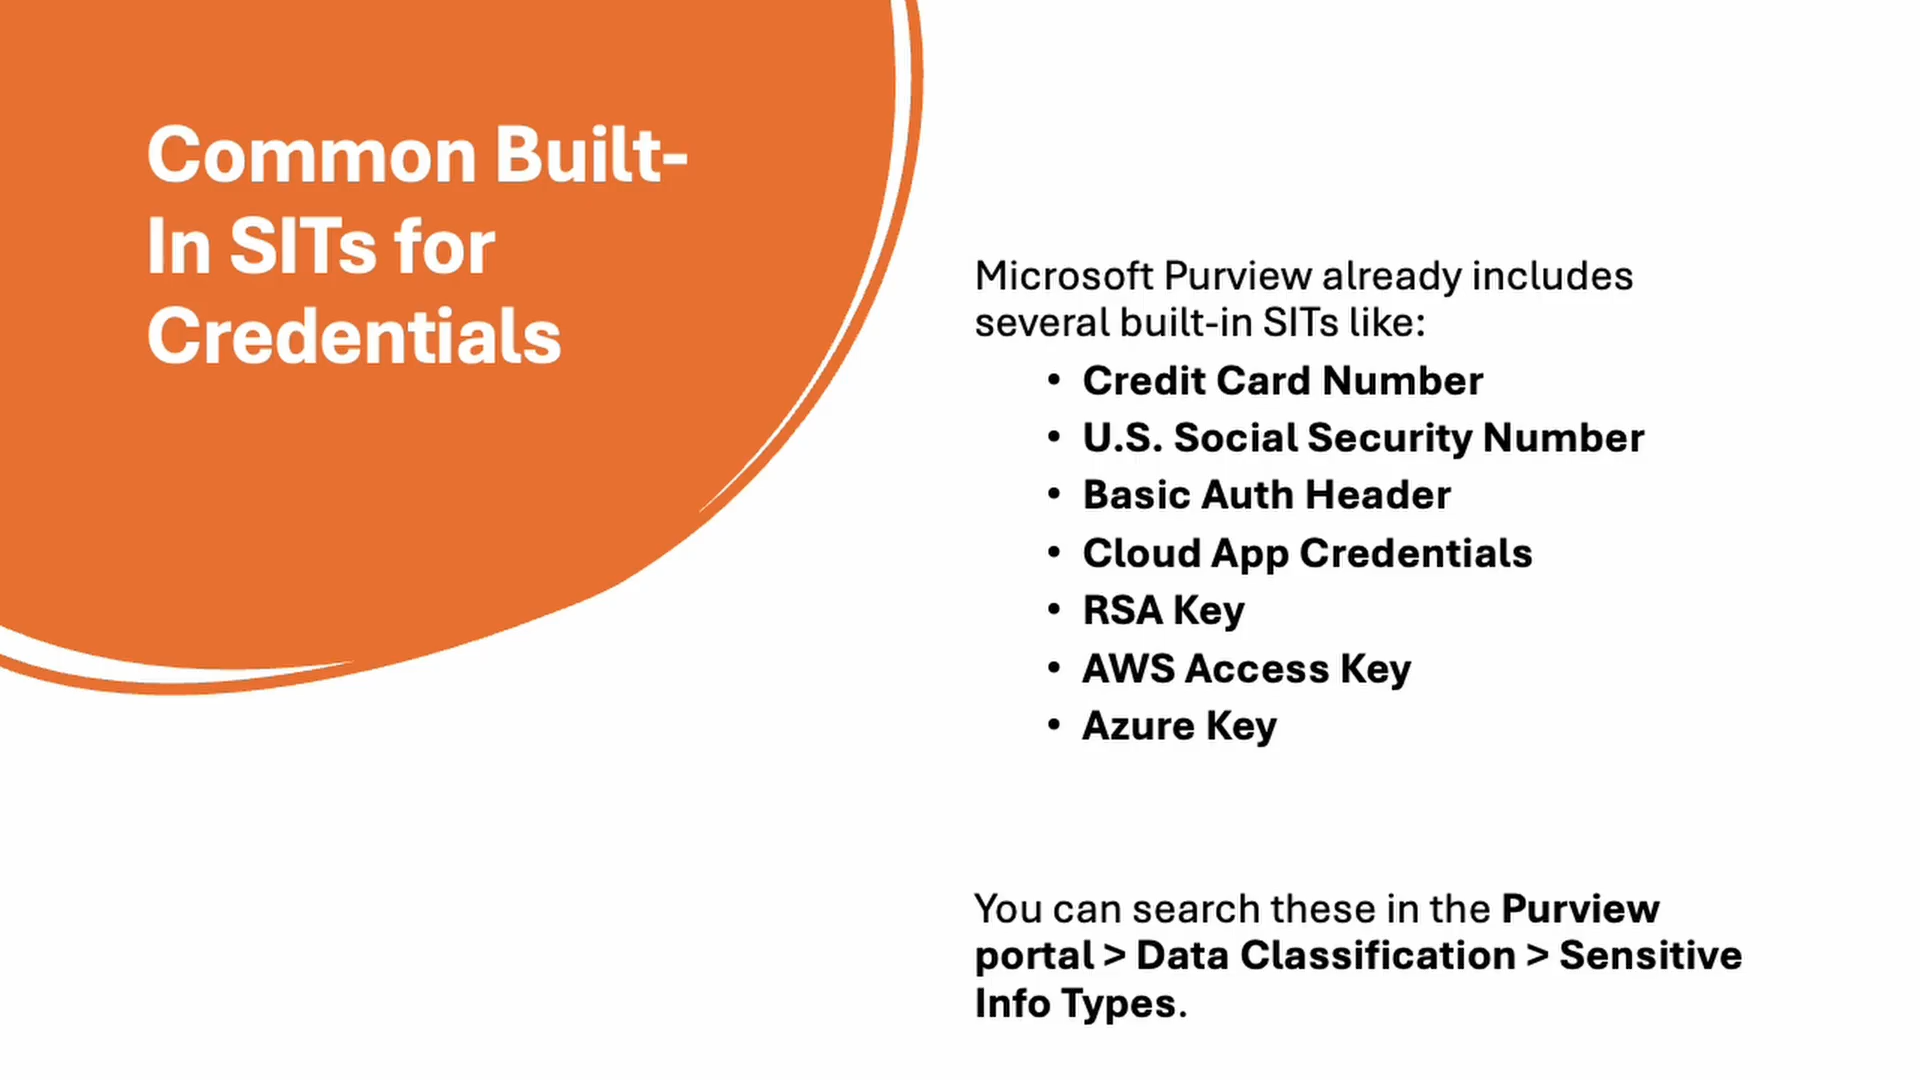 Common Built-
In SITs for
Credentials
Microsoft Purview already includes
several built-in SITs like:
• Credit Card Number
• U.S. Social Security Number
• Basic Auth Header
• Cloud App Credentials
• RSA Key
• AWS Access Key
• Azure Key
You can search these in the Purview
portal > Data Classification > Sensitive
Info Types.